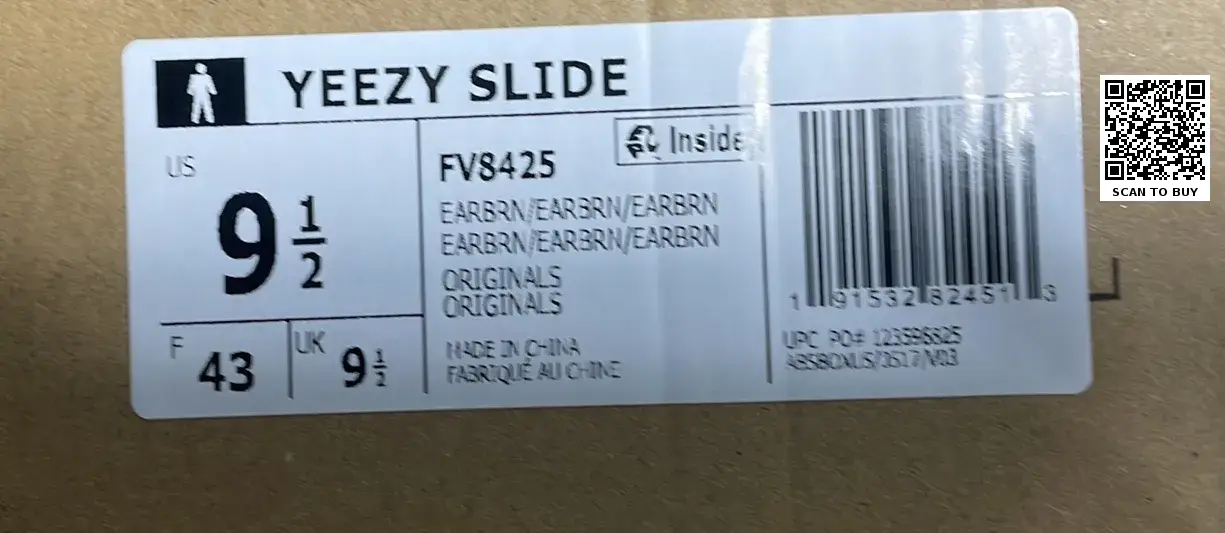 YEEZY SLIDE
US
9 1/2
F 43
UK 9 1/2
FV8425
Inside
EARBRN/EARBRN/EARBRN
EARBRN/EARBRN/EARBRN
ORIGINALS
ORIGINALS
MADE IN CHINA
FABRIQUÉ AU CHINE
1 91532 82451 3
UPC PO#
SCAN TO BUY